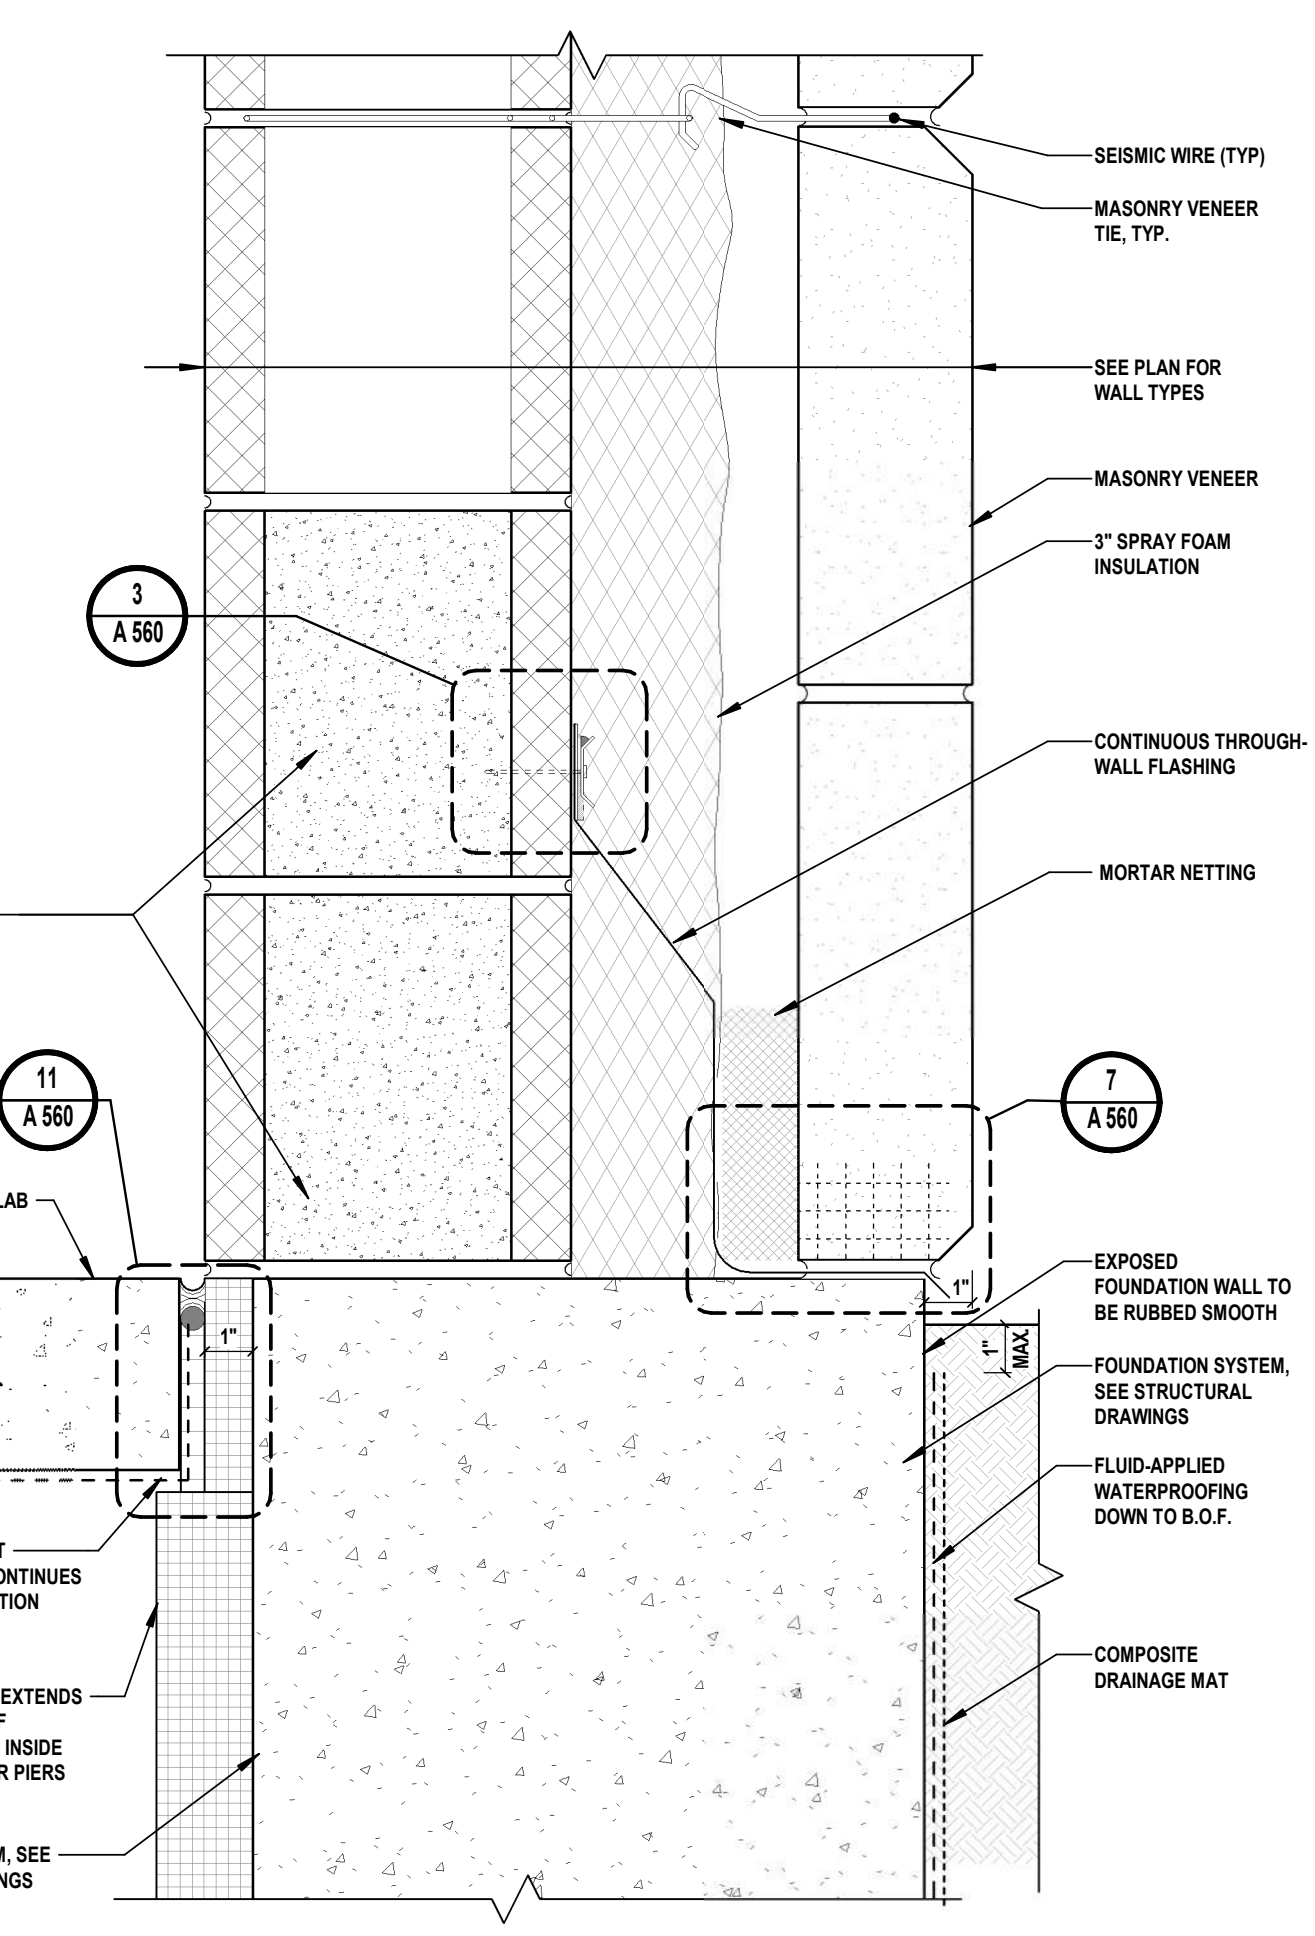 SEISMIC WIRE (TYP)
MASONRY VENEER
TIE, TYP.
SEE PLAN FOR
WALL TYPES
MASONRY VENEER
3" SPRAY FOAM
INSULATION
3
A 560
CONTINUOUS THROUGH-
WALL FLASHING
MORTAR NETTING
11
A 560
7
A 560
LAB
EXPOSED
FOUNDATION WALL TO
BE RUBBED SMOOTH
1"
1"
1"
MAX.
FOUNDATION SYSTEM,
SEE STRUCTURAL
DRAWINGS
FLUID-APPLIED
WATERPROOFING
DOWN TO B.O.F.
T
ONTINUES
TION
COMPOSITE
DRAINAGE MAT
EXTENDS
F
INSIDE
R PIERS
M, SEE
NGS